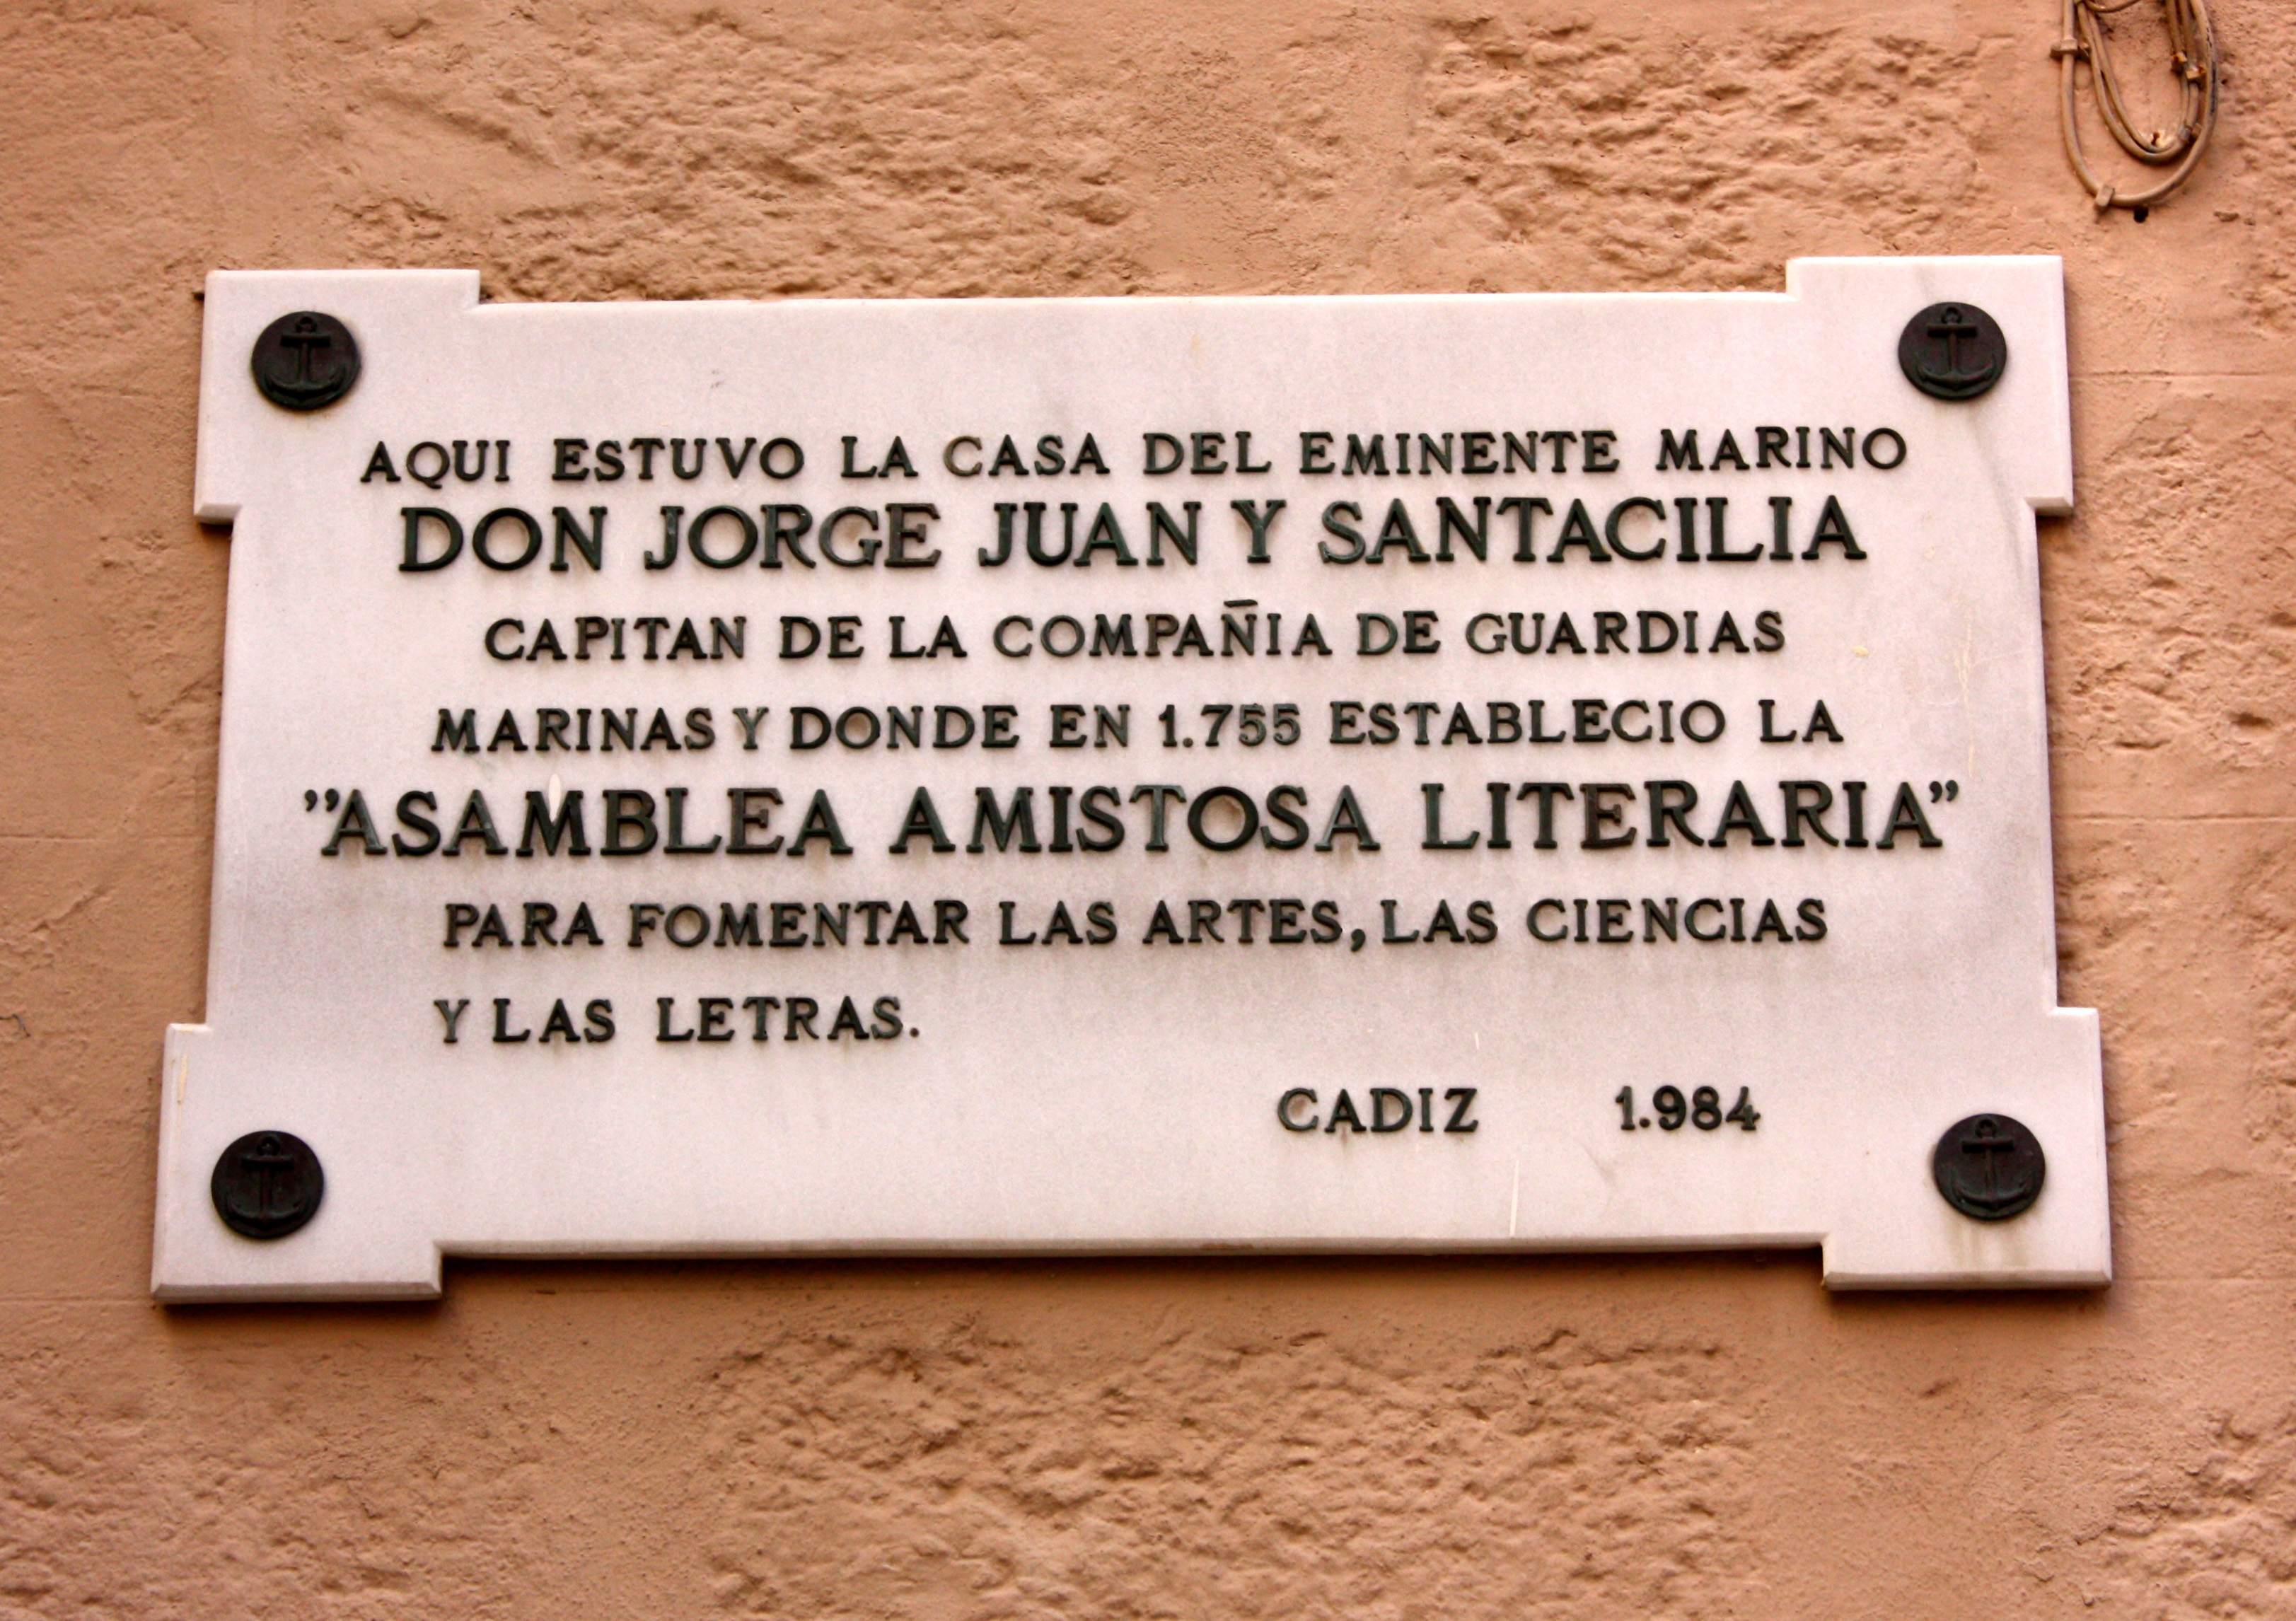 AQUI ESTUVO LA CASA DEL EMINENTE MARINO
DON JORGE JUAN Y SANTACILIA
CAPITAN DE LA COMPAÑIA DE GUARDIAS
MARINAS Y DONDE EN 1.755 ESTABLECIO LA
"ASAMBLEA AMISTOSA LITERARIA"
PARA FOMENTAR LAS ARTES, LAS CIENCIAS
Y LAS LETRAS.
CADIZ 1.984